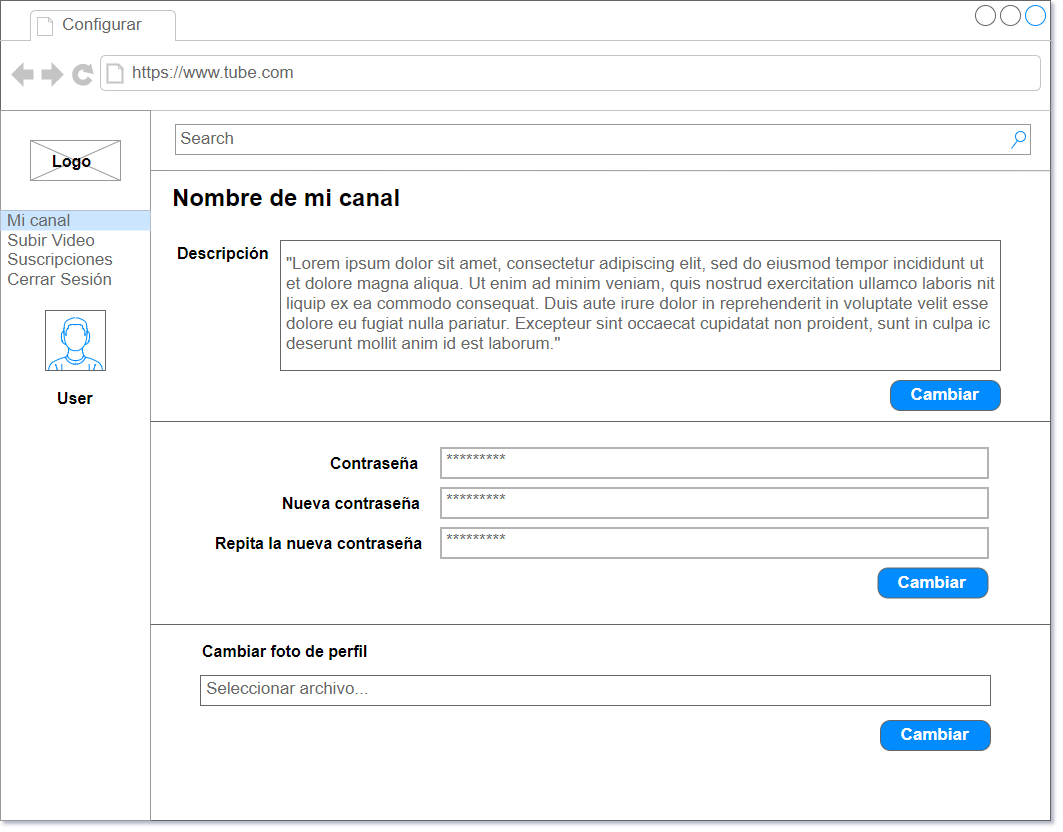 Configurar
https://www.tube.com
Logo
Search
Mi canal
Subir Video
Suscripciones
Cerrar Sesión
User
Nombre de mi canal
Descripción
"Lorem ipsum dolor sit amet, consectetur adipiscing elit, sed do eiusmod tempor incididunt ut
et dolore magna aliqua. Ut enim ad minim veniam, quis nostrud exercitation ullamco laboris nit
liquip ex ea commodo consequat. Duis aute irure dolor in reprehenderit in voluptate velit esse
dolore eu fugiat nulla pariatur. Excepteur sint occaecat cupidatat non proident, sunt in culpa ic
deserunt mollit anim id est laborum."
Cambiar
Contraseña *********
Nueva contraseña *********
Repita la nueva contraseña *********
Cambiar
Cambiar foto de perfil
Seleccionar archivo...
Cambiar